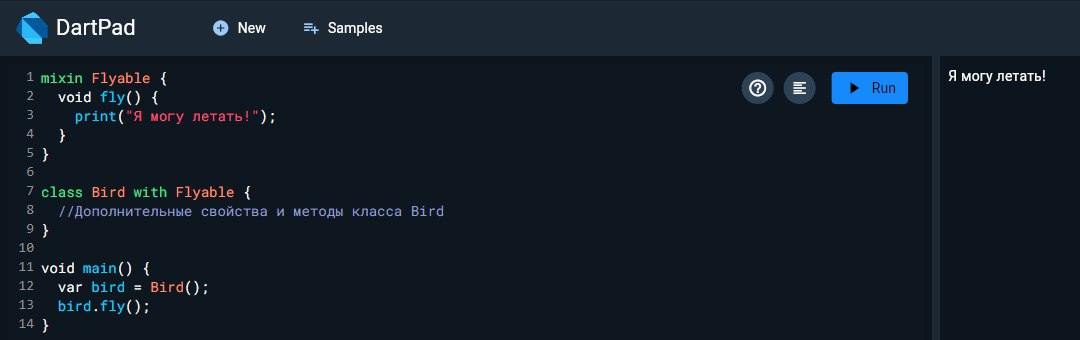 DartPad New Samples
1 mixin Flyable {
2   void fly() {
3     print("Я могу летать!");
4   }
5 }
6
7 class Bird with Flyable {
8   //Дополнительные свойства и методы класса Bird
9 }
10
11 void main() {
12   var bird = Bird();
13   bird.fly();
14 }
Run
Я могу летать!